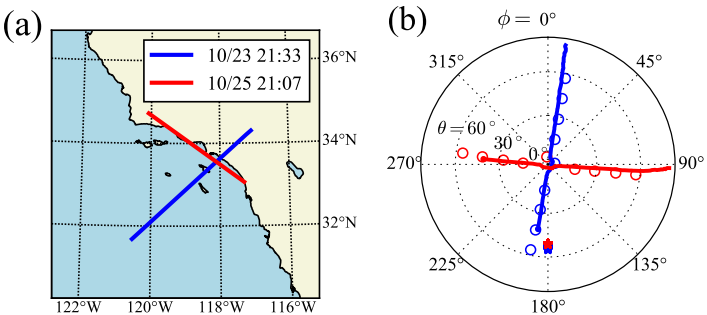 (a)
10/23 21:33
10/25 21:07
36°N
34°N
32°N
122°W
120°W
118°W
116°W
(b)
ϕ = 0°
315°
45°
θ = 60°
30°
0°
270°
90°
225°
135°
180°